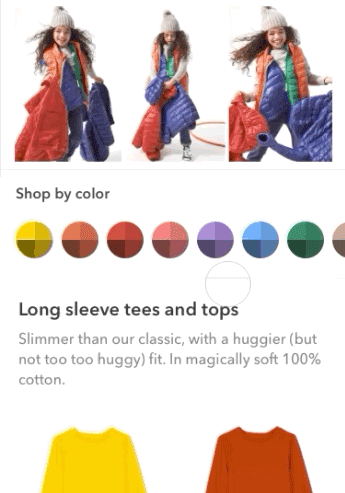 Shop by color
Long sleeve tees and tops
Slimmer than our classic, with a huggier (but
not too too huggy) fit. In magically soft 100%
cotton.